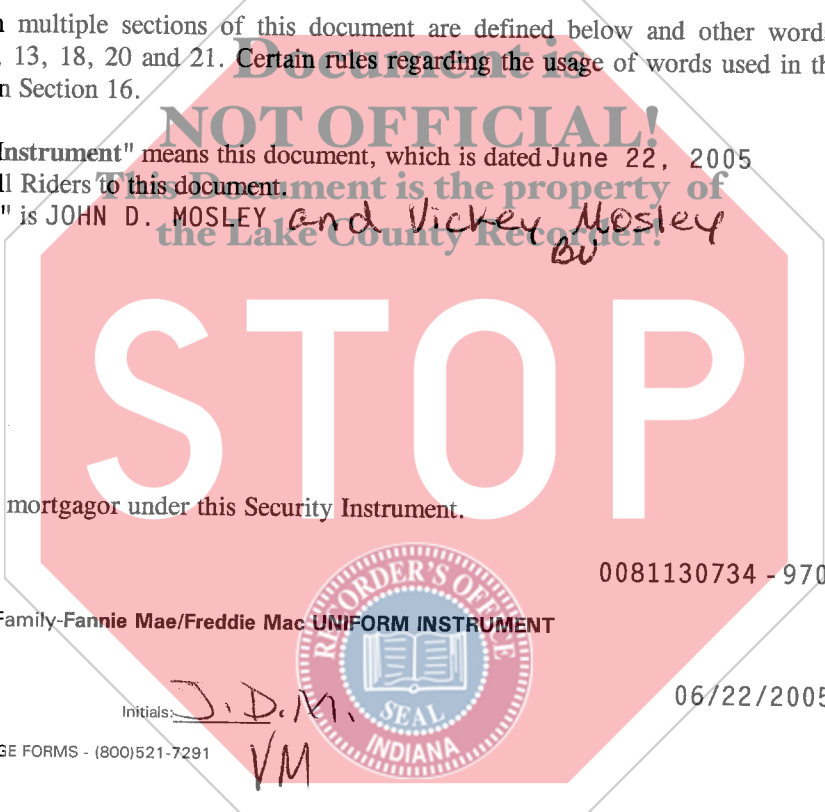 multiple sections of this document are defined below and other word
13, 18, 20 and 21. Certain rules regarding the usage of words used in th
n Section 16.
Document is
NOT OFFICIAL!
This Document is the property of
the Lake County Recorder!
Instrument" means this document, which is dated June 22, 2005
ll Riders to this document.
" is JOHN D. MOSLEY and Vickey Mosley
STOP
mortgagor under this Security Instrument.
0081130734 - 970
Family-Fannie Mae/Freddie Mac UNIFORM INSTRUMENT
RECORDER'S OFFICE
SEAL
INDIANA
Initials: J.D.M.
06/22/2005
GE FORMS - (800)521-7291
VM